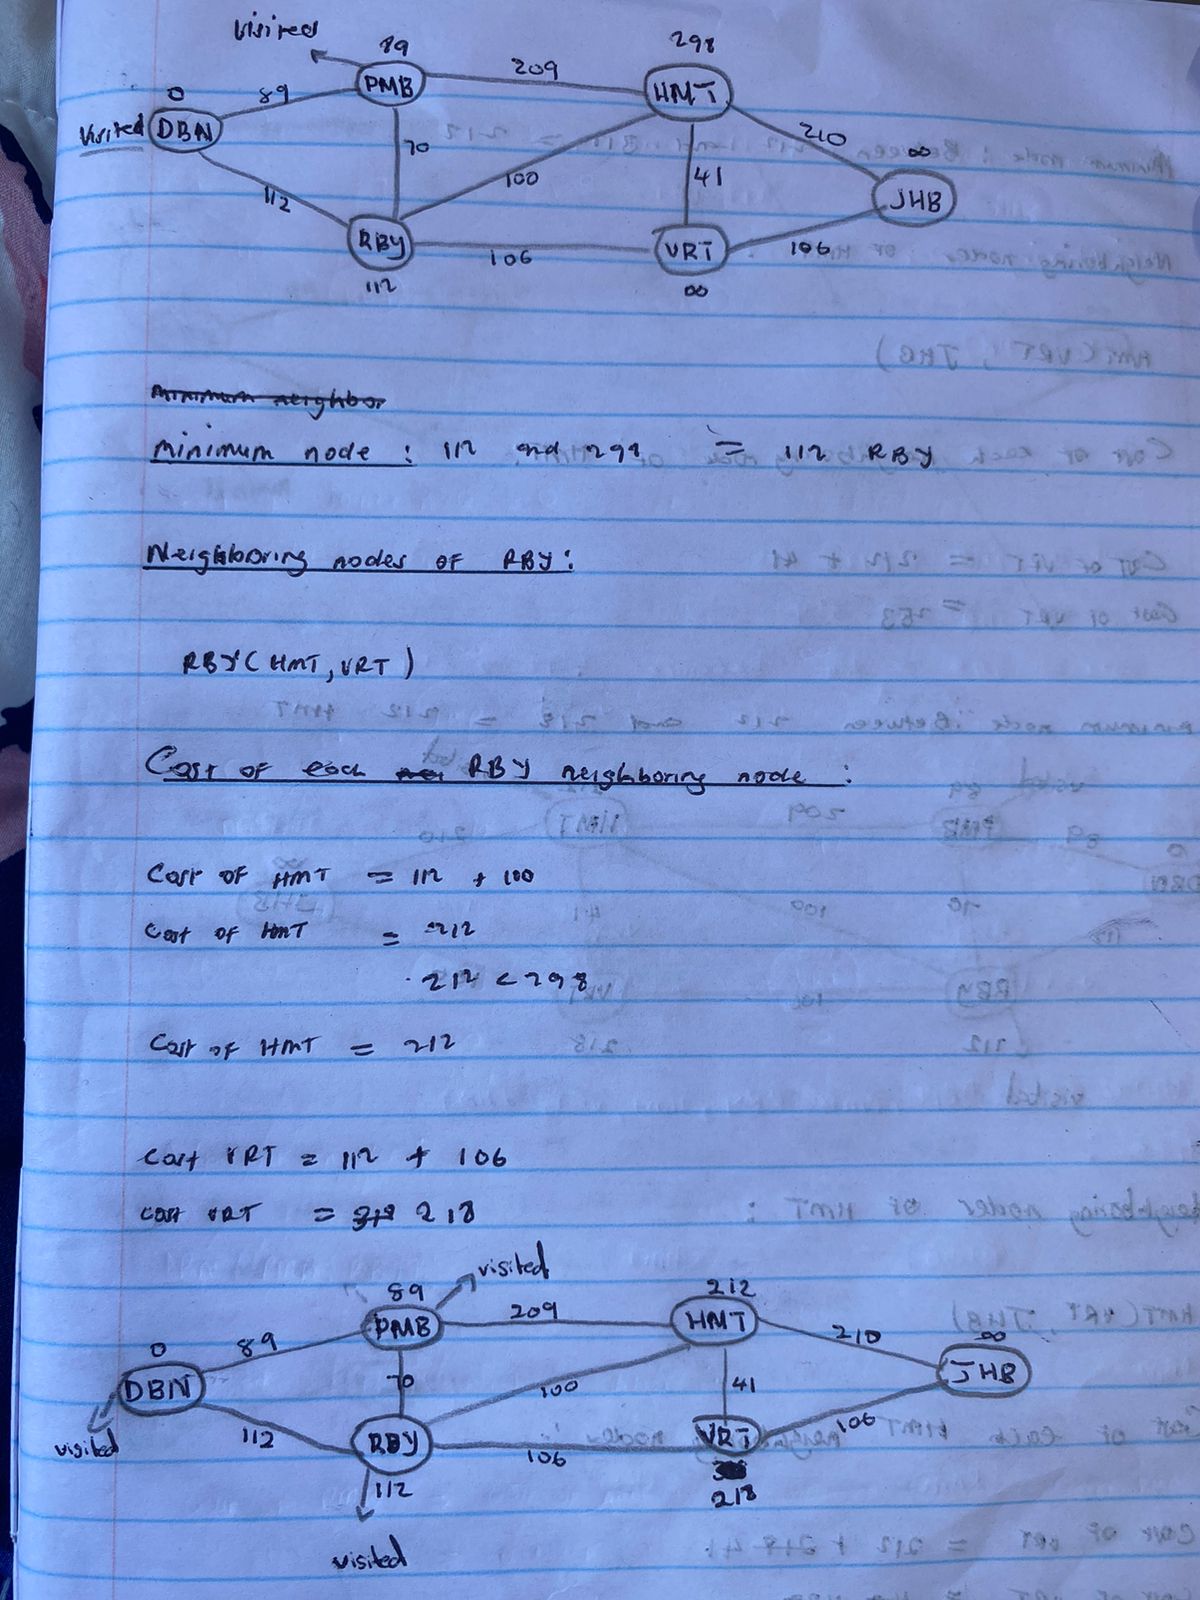 visited
89
298
PMB
209
HMT
0
89
210
∞
visited
DBN
70
100
41
JHB
112
RBY
106
VRT
106
112
∞
minimum neighbor
minimum node : 112 and 298 = 112 RBY
Neighboring nodes of RBY :
RBY ( HMT, VRT )
Cost of each RBY neighboring node :
Cost of HMT = 112 + 100
Cost of HMT = 212
212 < 298
Cost of HMT = 212
Cost VRT = 112 + 106
Cost VRT = 218
visited
89
212
PMB
209
HMT
0
89
210
∞
DBN
70
100
41
JHB
visited
112
RBY
106
VRT
106
112
218
visited